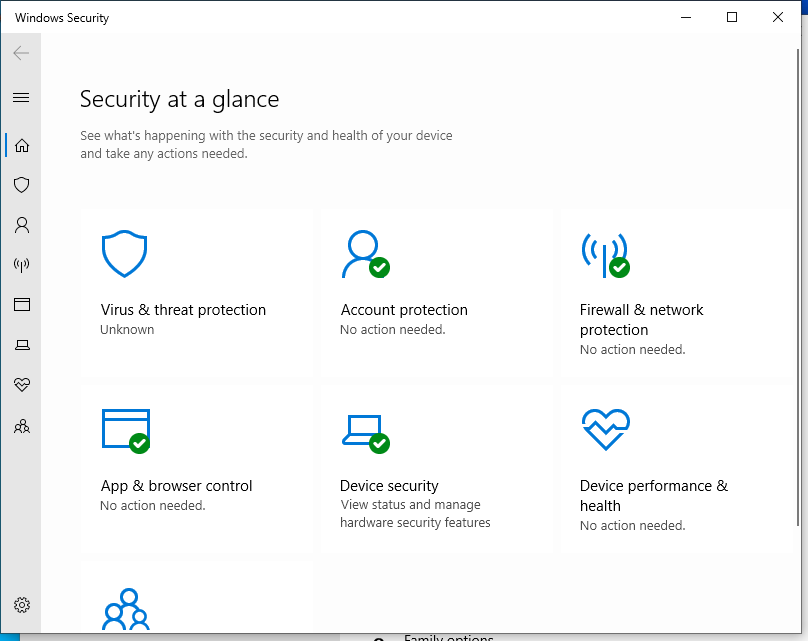 Windows Security
Security at a glance
See what's happening with the security and health of your device
and take any actions needed.
Virus & threat protection
Unknown
Account protection
No action needed.
Firewall & network
protection
No action needed.
App & browser control
No action needed.
Device security
View status and manage
hardware security features
Device performance &
health
No action needed.
Family options